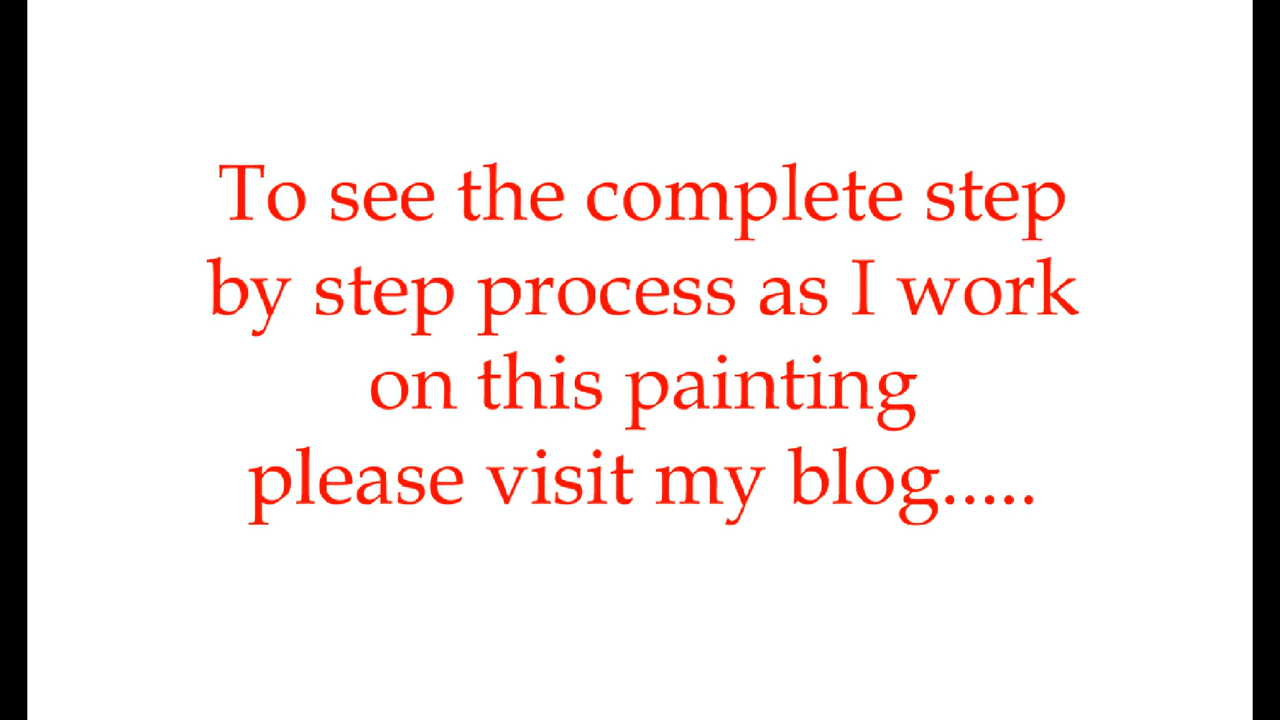 To see the complete step
by step process as I work
on this painting
please visit my blog.....